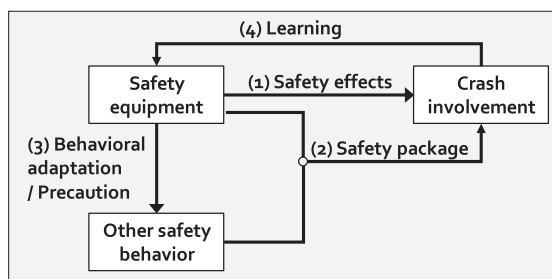 (4) Learning
Safety
equipment
(1) Safety effects
Crash
involvement
(3) Behavioral
adaptation
/ Precaution
(2) Safety package
Other safety
behavior